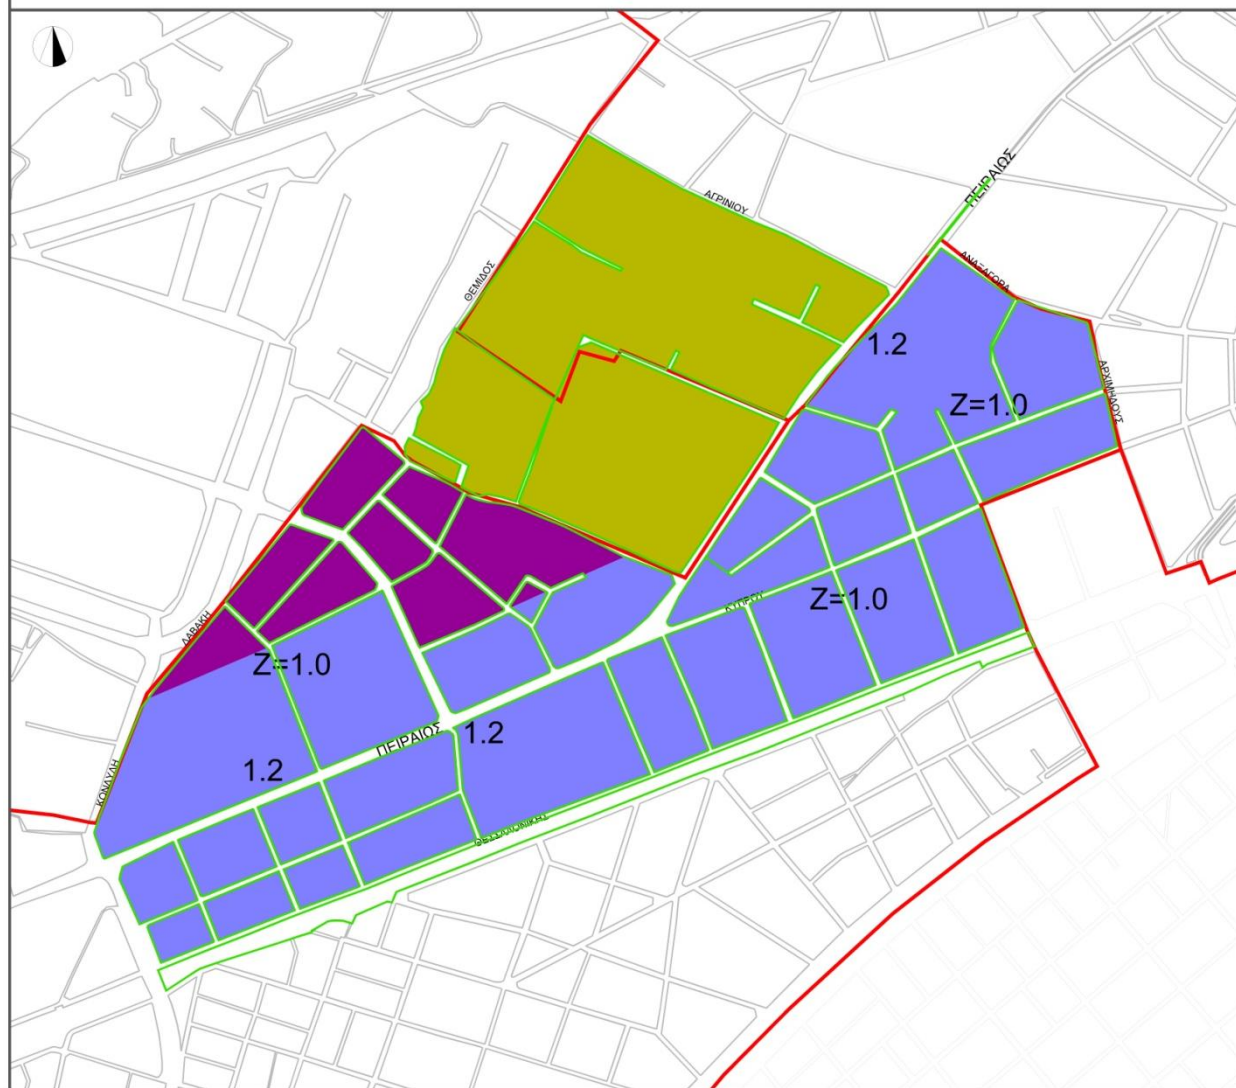 ΠΕΙΡΑΙΩΣ
ΑΓΡΙΝΙΟΥ
ΑΝΑΞΑΓΟΡΑ
ΘΕΜΙΔΟΣ
1.2
ΑΡΧΙΜΗΔΟΥΣ
Z=1.0
ΚΥΠΡΟΥ
Z=1.0
ΛΑΒΑΚΗ
Z=1.0
ΠΕΙΡΑΙΩΣ
1.2
1.2
ΚΟΝΔΥΛΗ
ΘΕΣΣΑΛΟΝΙΚΗΣ